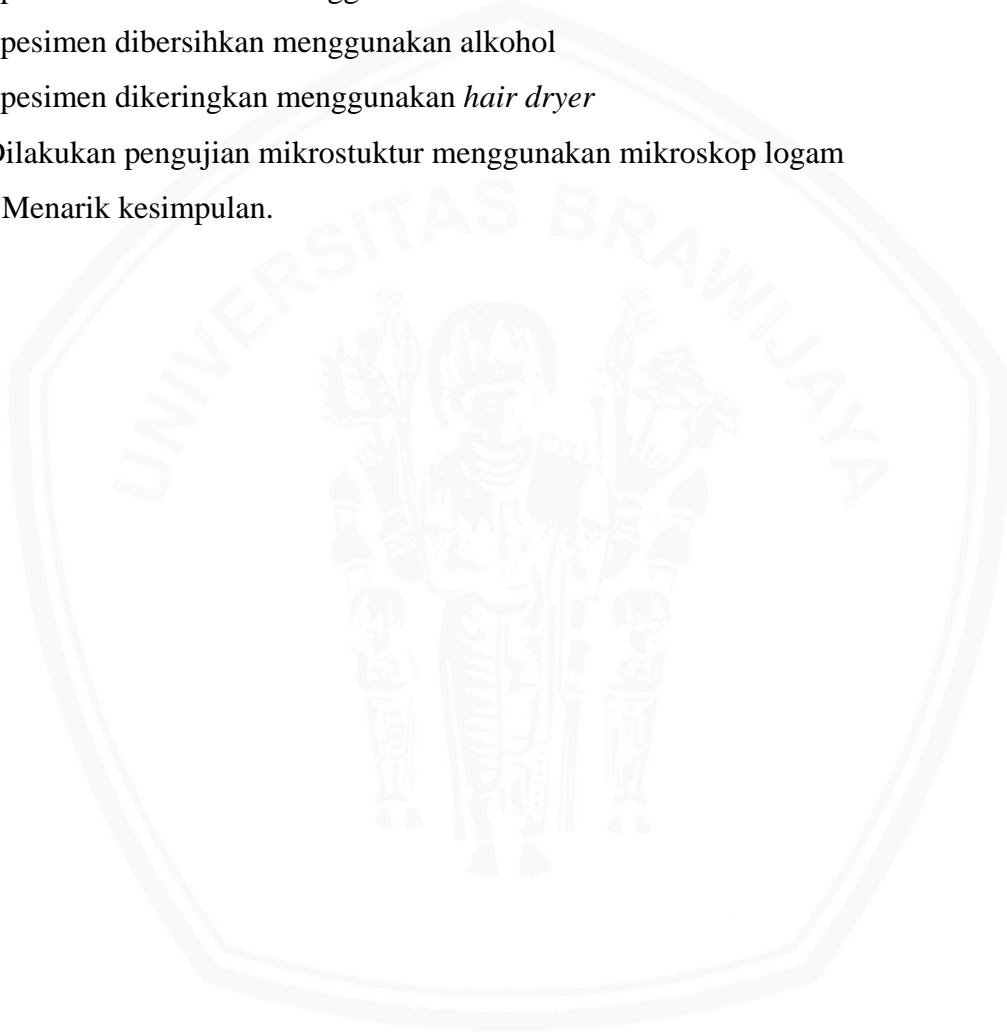 pesimen dibersihkan menggunakan alkohol
pesimen dikeringkan menggunakan hair dryer
Dilakukan pengujian mikrostuktur menggunakan mikroskop logam
Menarik kesimpulan.
UNIVERSITAS BRAWIJAYA